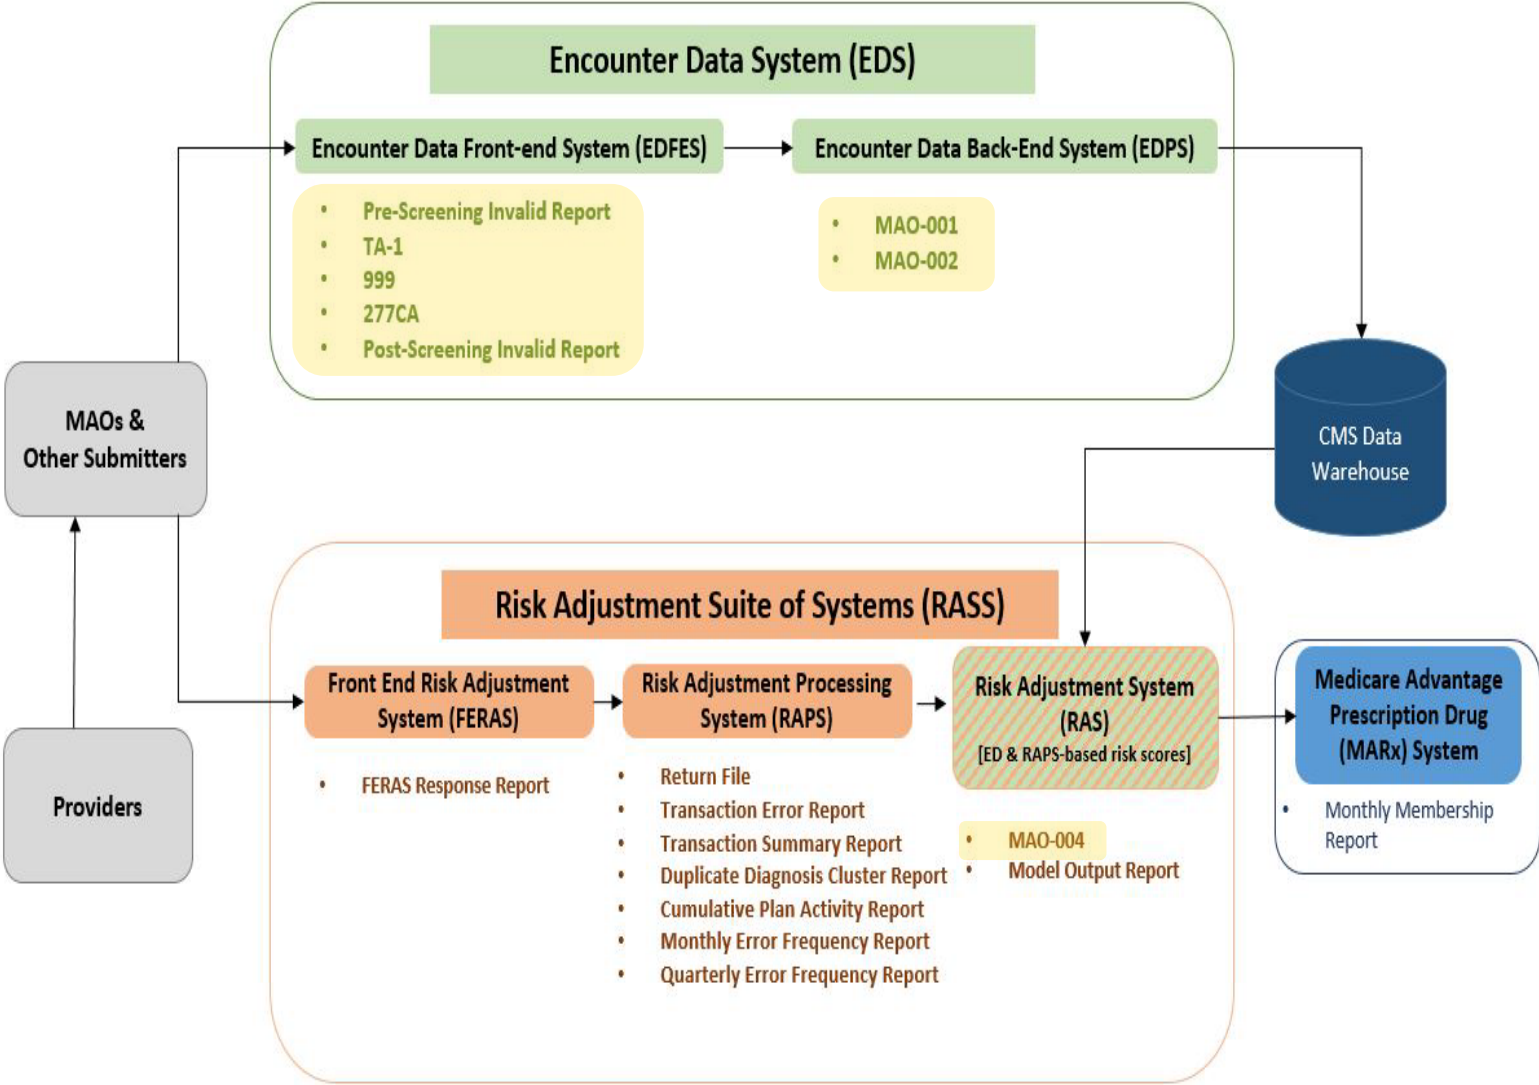 Encounter Data System (EDS)
Encounter Data Front-end System (EDFES)
• Pre-Screening Invalid Report
• TA-1
• 999
• 277CA
• Post-Screening Invalid Report
Encounter Data Back-End System (EDPS)
• MAO-001
• MAO-002
MAOs &
Other Submitters
CMS Data
Warehouse
Providers
Risk Adjustment Suite of Systems (RASS)
Front End Risk Adjustment
System (FERAS)
• FERAS Response Report
Risk Adjustment Processing
System (RAPS)
• Return File
• Transaction Error Report
• Transaction Summary Report
• Duplicate Diagnosis Cluster Report
• Cumulative Plan Activity Report
• Monthly Error Frequency Report
• Quarterly Error Frequency Report
Risk Adjustment System
(RAS)
[ED & RAPS-based risk scores]
• MAO-004
• Model Output Report
Medicare Advantage
Prescription Drug
(MARx) System
• Monthly Membership
Report